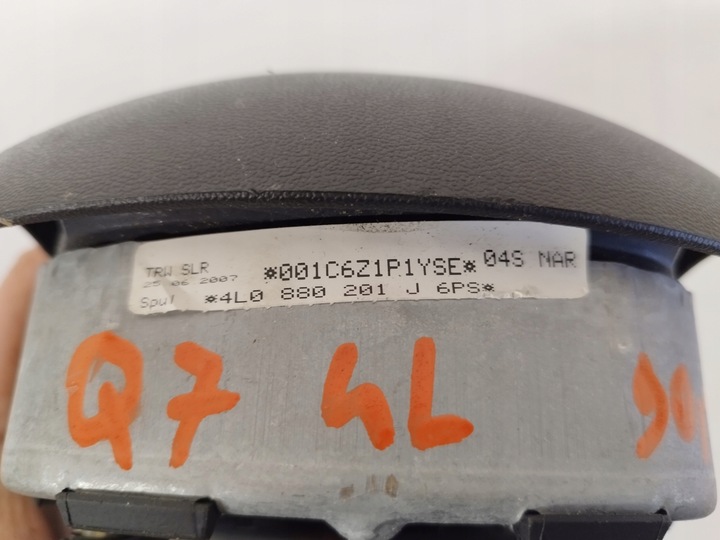 TRW SLR *001C6Z1P1YSE* 04S NAR
25 06 2007
Spul *4L0 880 201 J 6PS*
Q7 4L